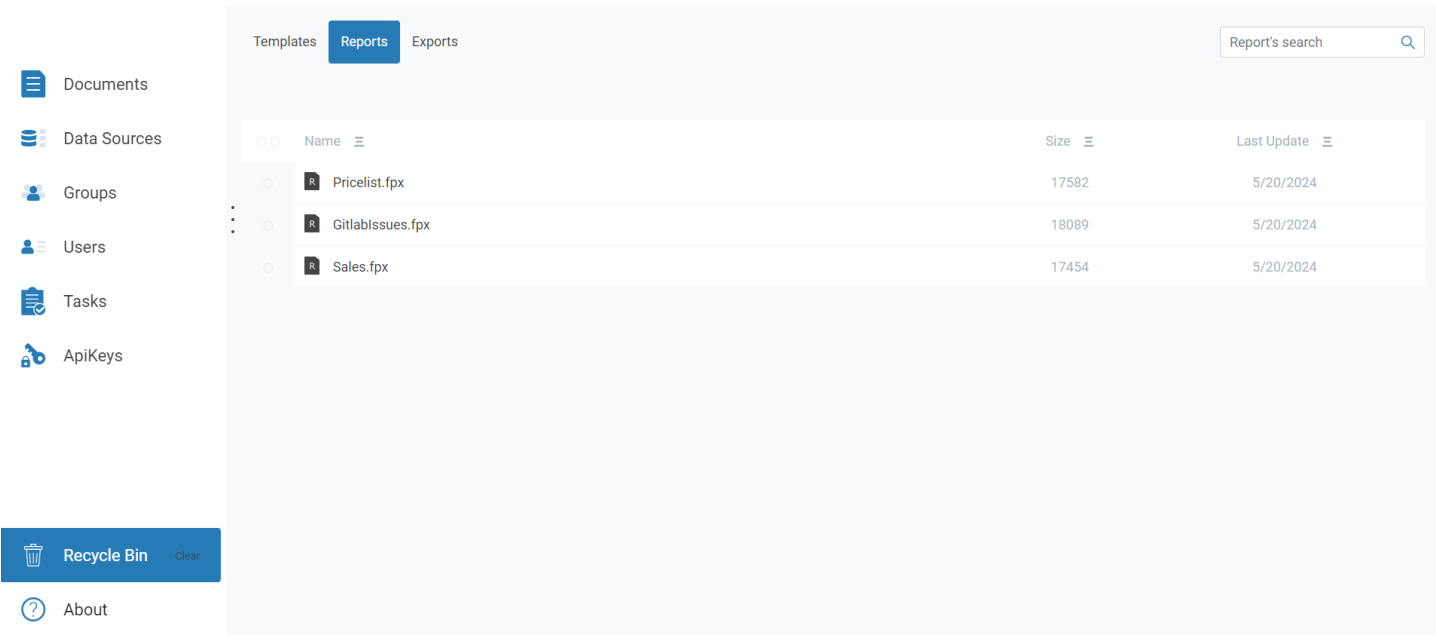 Templates Reports Exports Report's search
Documents
Data Sources
Groups
Users
Tasks
ApiKeys
Recycle Bin Clear
? About
Name Size Last Update
R Pricelist.fpx 17582 5/20/2024
R GitlabIssues.fpx 18089 5/20/2024
R Sales.fpx 17454 5/20/2024